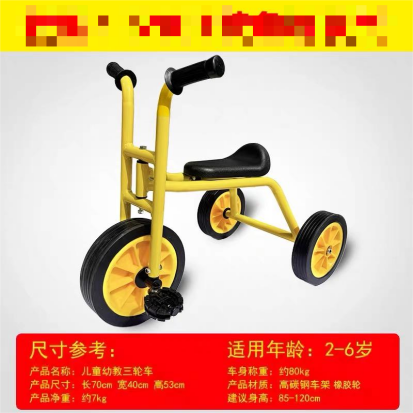 尺寸参考:
适用年龄: 2-6岁
产品名称: 儿童幼教三轮车
车身称重: 约80kg
产品尺寸: 长70cm 宽40cm 高53cm
产品材质: 高碳钢车架 橡胶轮
产品净重: 约7kg
建议身高: 85-120cm